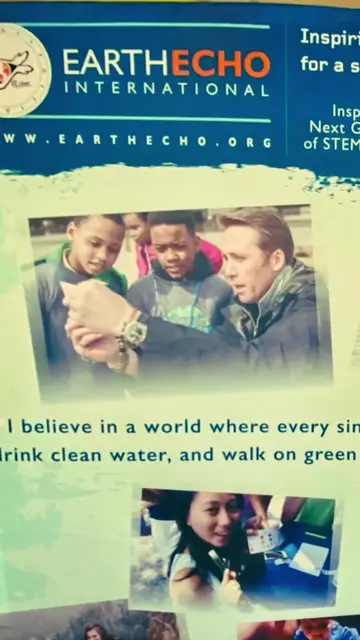 EARTHECHO
INTERNATIONAL
WWW.EARTHECHO.ORG
Inspiri
for a s
Insp
Next G
of STEM
I believe in a world where every sin
drink clean water, and walk on green